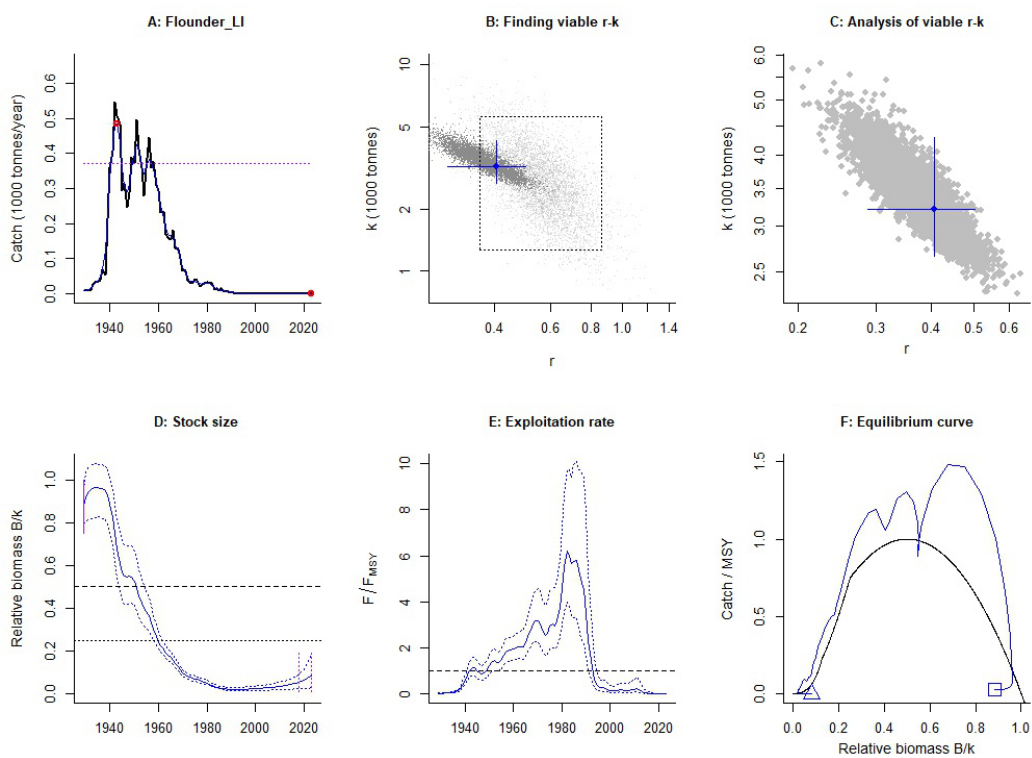 A: Flounder_LI
Catch (1000 tonnes/year)
0.0 0.1 0.2 0.3 0.4 0.5 0.6
1940 1960 1980 2000 2020
B: Finding viable r-k
k (1000 tonnes)
1 2 5 10
0.4 0.6 0.8 1.0 1.4
r
C: Analysis of viable r-k
k (1000 tonnes)
2.5 3.0 3.5 4.0 5.0 6.0
0.2 0.3 0.4 0.5 0.6
r
D: Stock size
Relative biomass B/k
0.0 0.2 0.4 0.6 0.8 1.0
1940 1960 1980 2000 2020
E: Exploitation rate
F / FMSY
0 2 4 6 8 10
1940 1960 1980 2000 2020
F: Equilibrium curve
Catch / MSY
0.0 0.5 1.0 1.5
0.0 0.2 0.4 0.6 0.8 1.0
Relative biomass B/k